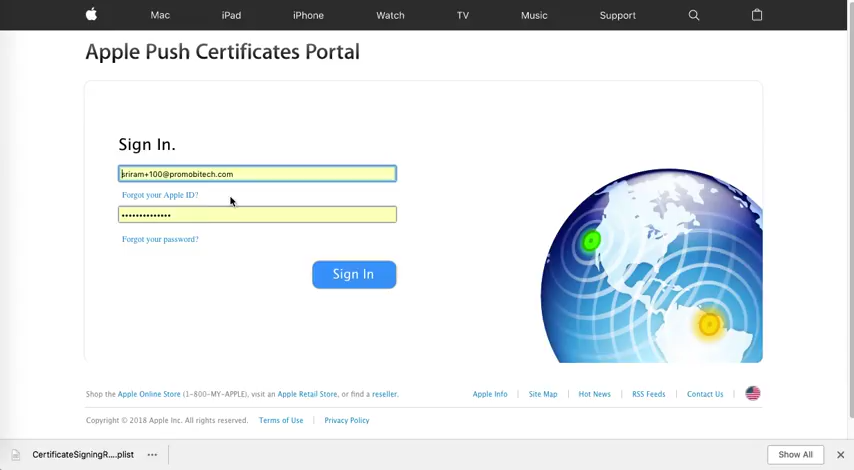 Mac iPad iPhone Watch TV Music Support
Apple Push Certificates Portal
Sign In.
sriram+100@promobitech.com
Forgot your Apple ID?
••••••••••••••
Forgot your password?
Sign In
Shop the Apple Online Store (1-800-MY-APPLE), visit an Apple Retail Store, or find a reseller.
Apple Info | Site Map | Hot News | RSS Feeds | Contact Us |
Copyright © 2018 Apple Inc. All rights reserved. Terms of Use | Privacy Policy
CertificateSigningR....plist ••• Show All